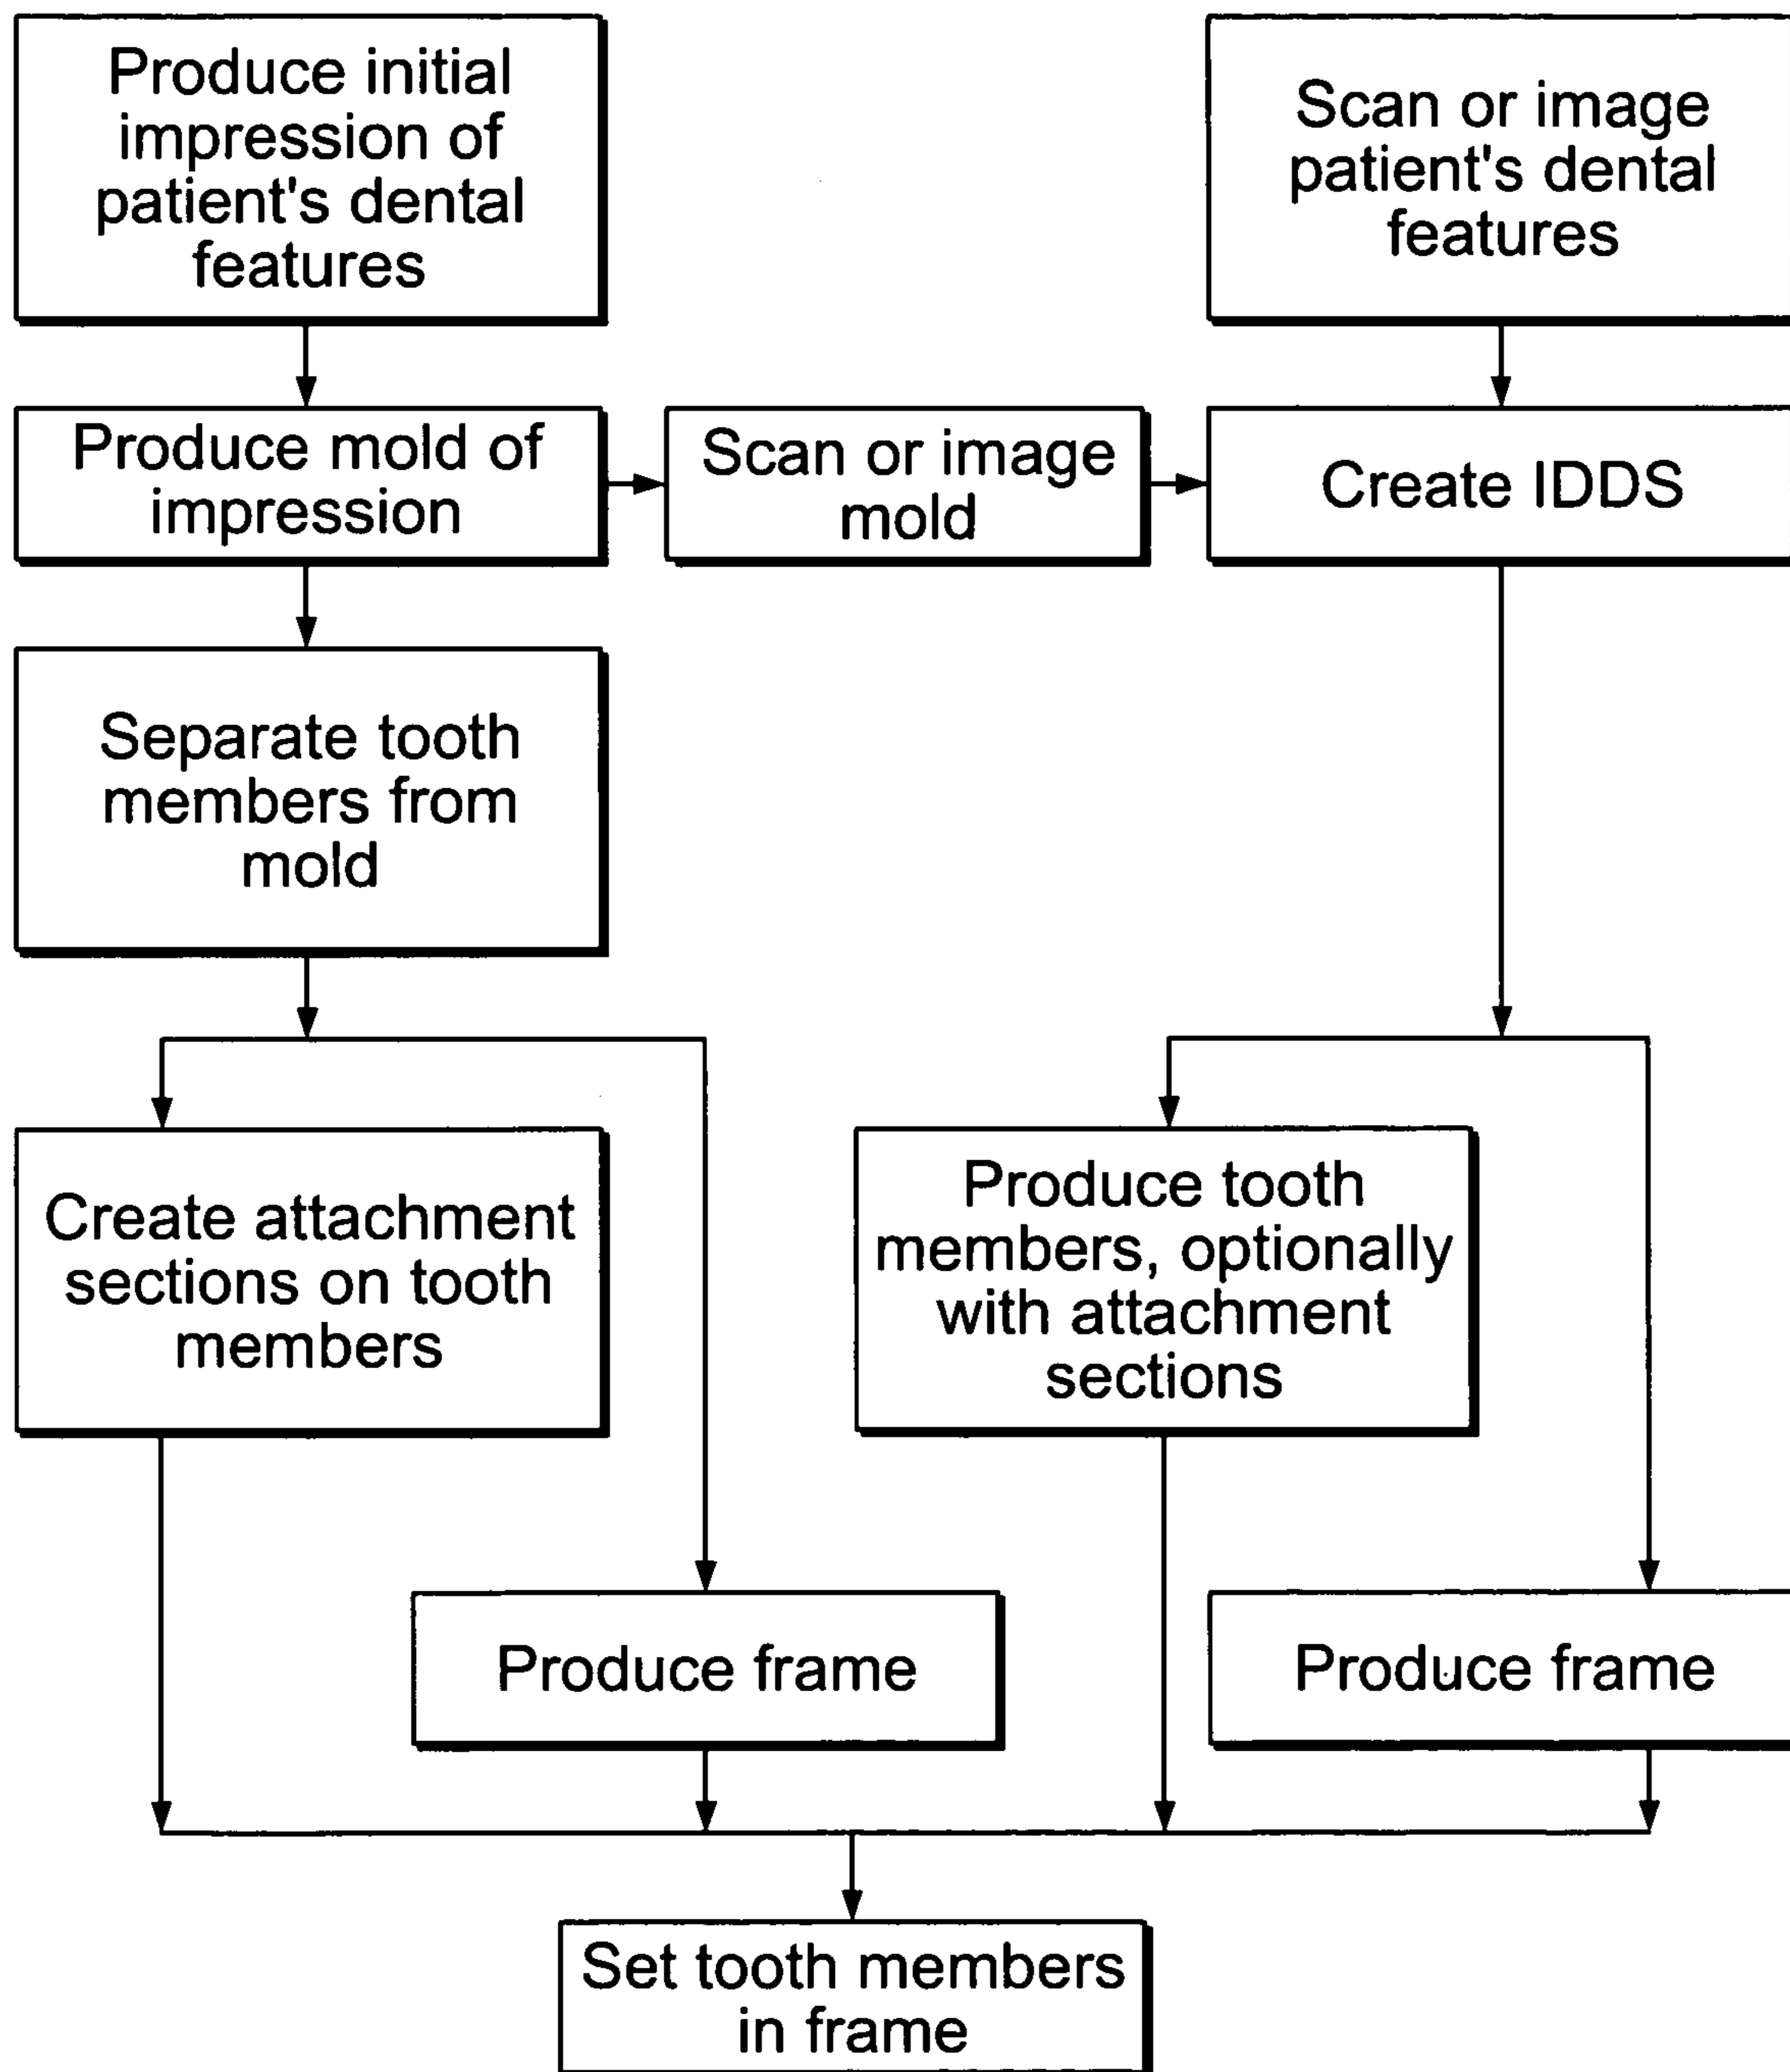 Produce initial
impression of
patient's dental
features
Scan or image
patient's dental
features
Produce mold of
impression
Scan or image
mold
Create IDDS
Separate tooth
members from
mold
Create attachment
sections on tooth
members
Produce tooth
members, optionally
with attachment
sections
Produce frame
Produce frame
Set tooth members
in frame